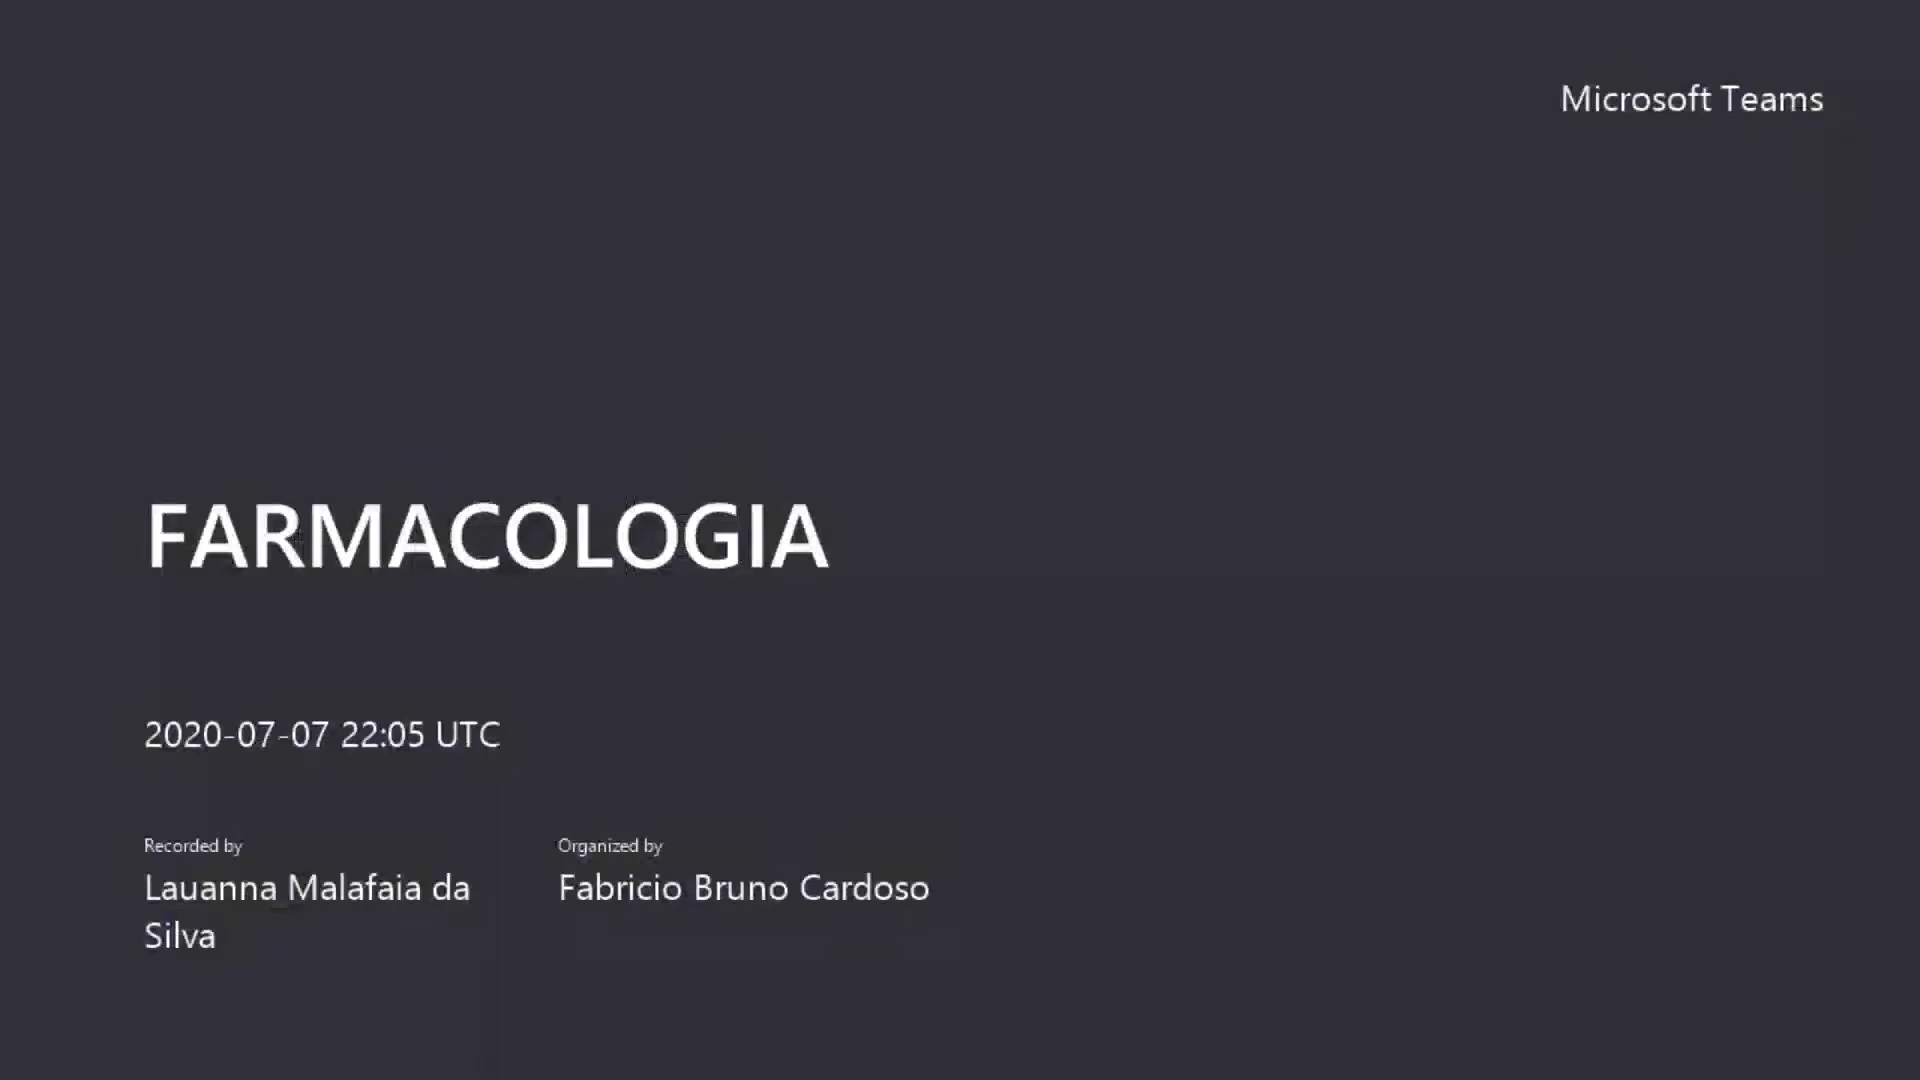 Microsoft Teams
FARMACOLOGIA
2020-07-07 22:05 UTC
Recorded by
Lauanna Malafaia da
Silva
Organized by
Fabricio Bruno Cardoso